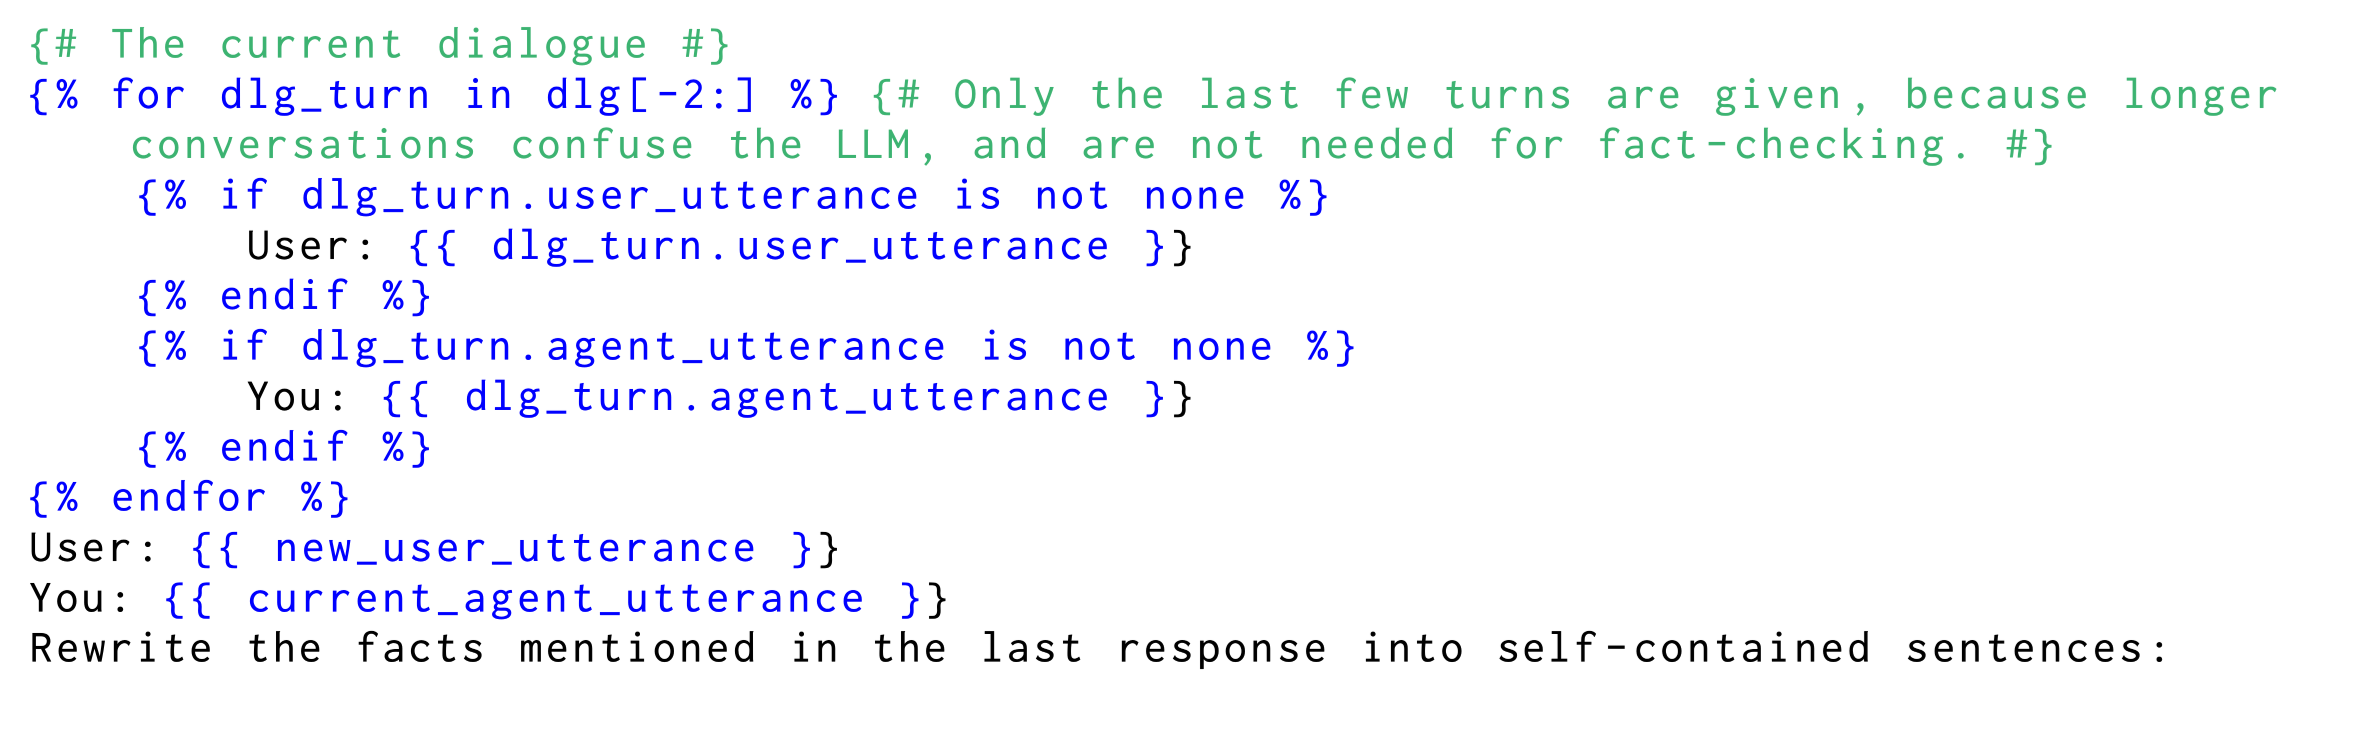 {# The current dialogue #}
{% for dlg_turn in dlg[-2:] %} {# Only the last few turns are given, because longer
conversations confuse the LLM, and are not needed for fact-checking. #}
{% if dlg_turn.user_utterance is not none %}
User: {{ dlg_turn.user_utterance }}
{% endif %}
{% if dlg_turn.agent_utterance is not none %}
You: {{ dlg_turn.agent_utterance }}
{% endif %}
{% endfor %}
User: {{ new_user_utterance }}
You: {{ current_agent_utterance }}
Rewrite the facts mentioned in the last response into self-contained sentences: